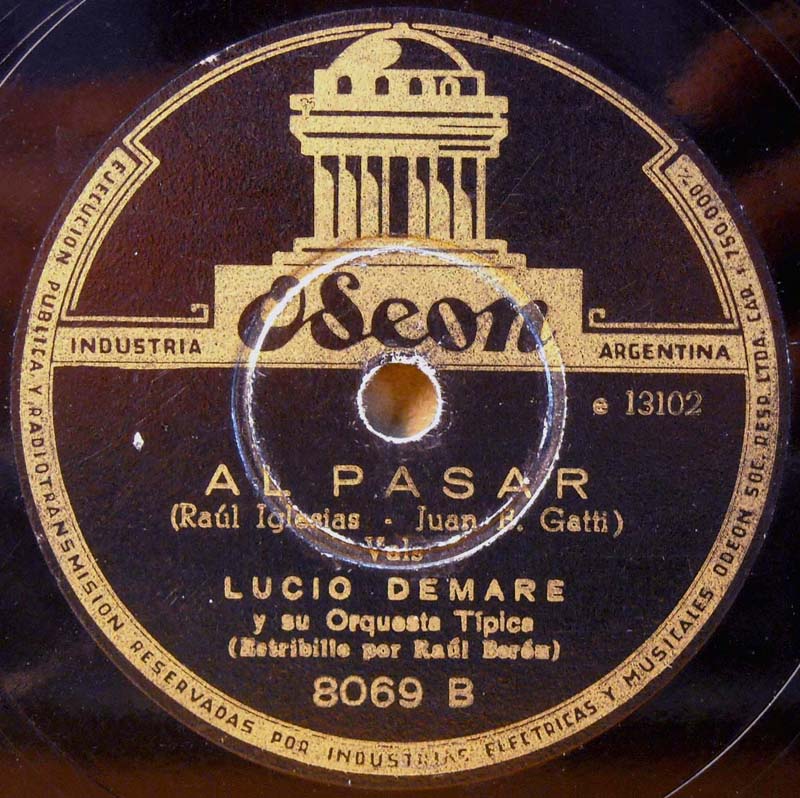 Odeon
INDUSTRIA
ARGENTINA
e 13102
AL PASAR
(Raúl Iglesias - Juan B. Gatti)
Vals
LUCIO DEMARE
y su Orquesta Típica
(Estribillo por Raúl Berón)
8069 B
EJECUCION PUBLICA Y RADIOTRANSMISION RESERVADAS POR INDUSTRIAS ELECTRICAS Y MUSICALES ODEON SOC. RESP. LTDA. CAP. $ 750.000 %